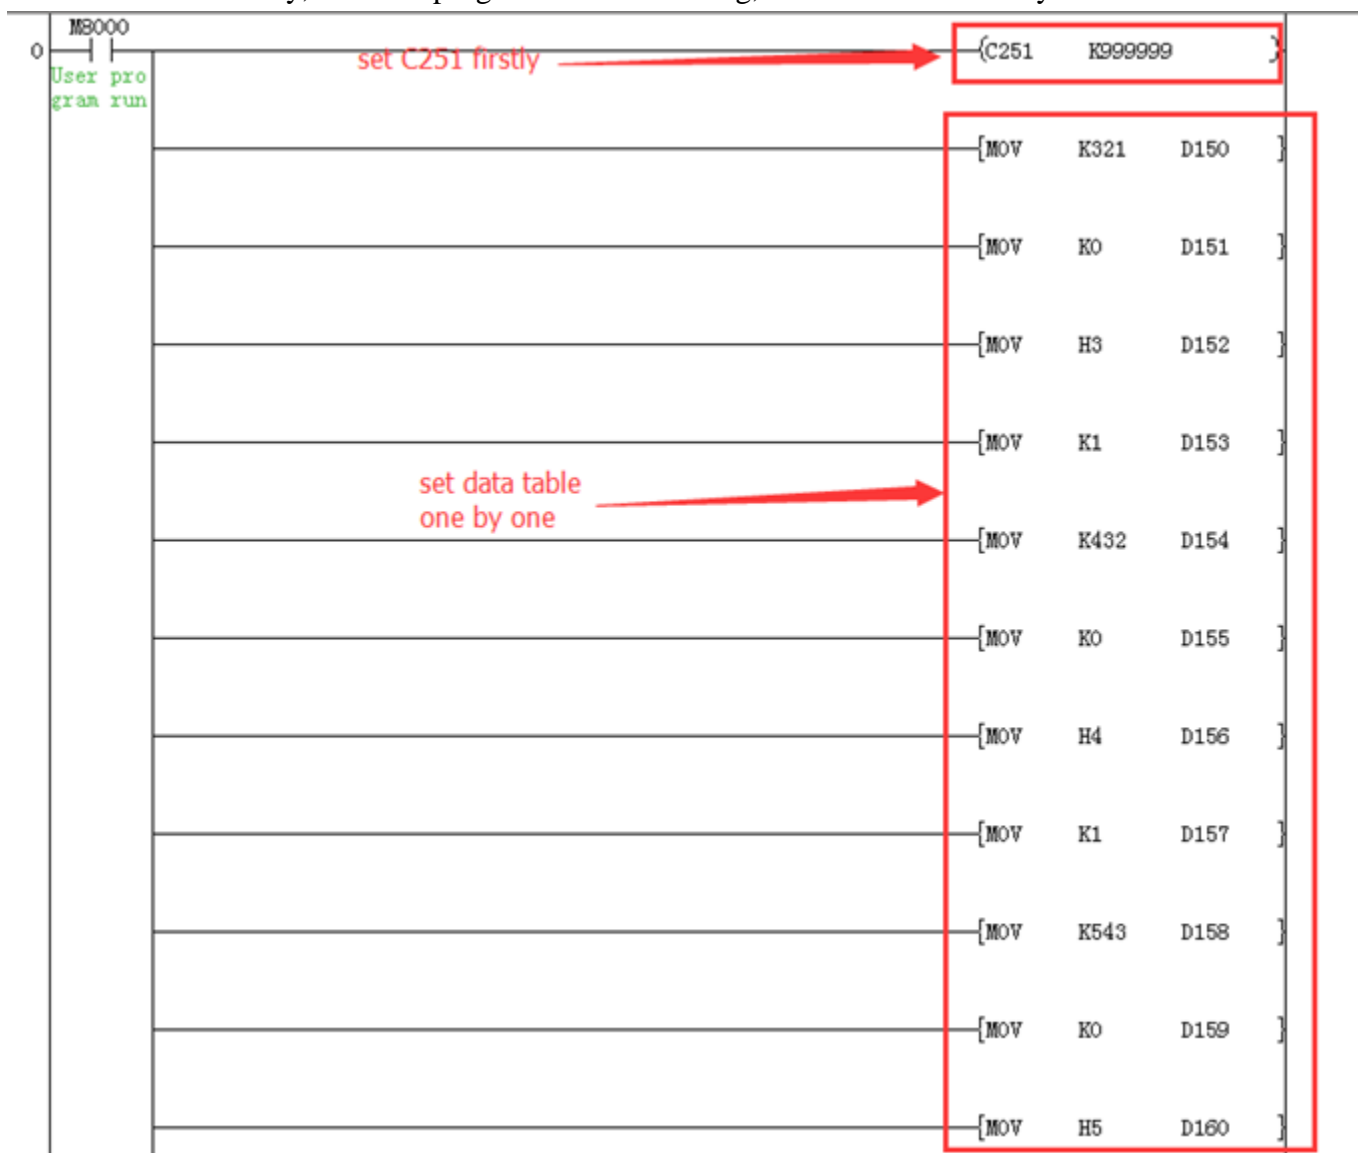 M8000
0
User pro
gram run
set C251 firstly
(C251 K999999 )
[MOV K321 D150 ]
[MOV K0 D151 ]
[MOV H3 D152 ]
[MOV K1 D153 ]
set data table
one by one
[MOV K432 D154 ]
[MOV K0 D155 ]
[MOV H4 D156 ]
[MOV K1 D157 ]
[MOV K543 D158 ]
[MOV K0 D159 ]
[MOV H5 D160 ]